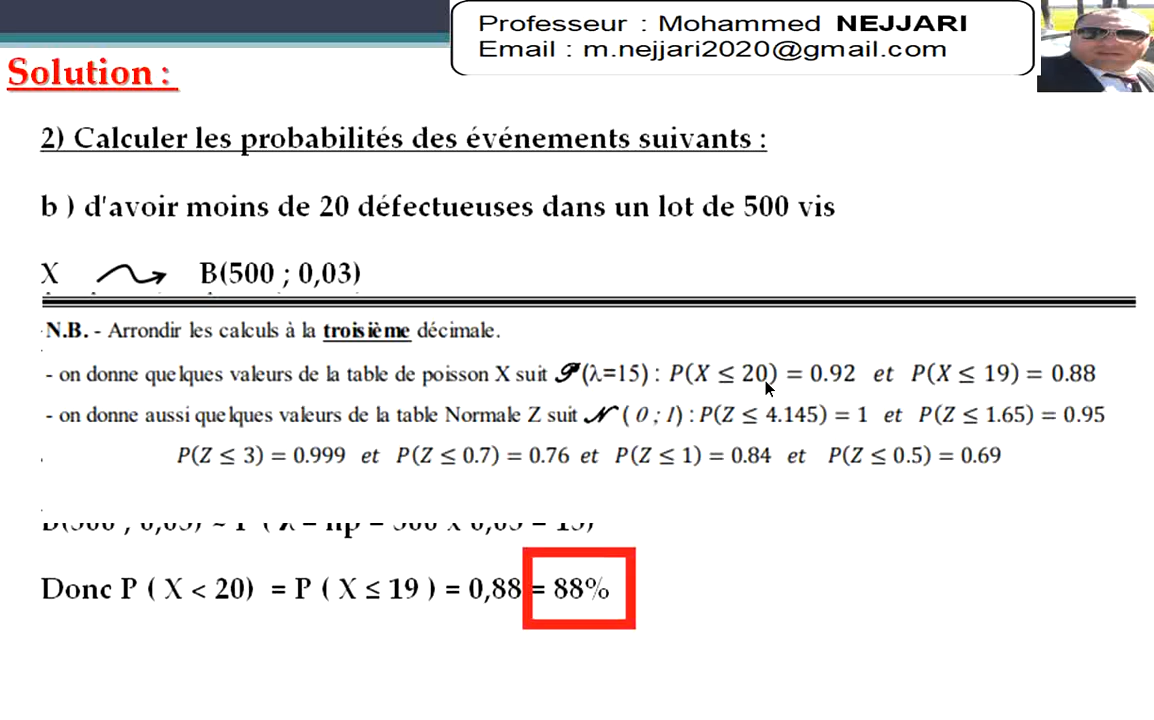 Professeur : Mohammed NEJJARI
Email : m.nejjari2020@gmail.com
Solution :
2) Calculer les probabilités des événements suivants :
b ) d'avoir moins de 20 défectueuses dans un lot de 500 vis
X B(500 ; 0,03)
N.B. - Arrondir les calculs à la troisième décimale.
- on donne quelques valeurs de la table de poisson X suit 𝒫(λ=15) : P(X ≤ 20) = 0.92 et P(X ≤ 19) = 0.88
- on donne aussi quelques valeurs de la table Normale Z suit 𝒩 ( 0 ; 1) : P(Z ≤ 4.145) = 1 et P(Z ≤ 1.65) = 0.95
P(Z ≤ 3) = 0.999 et P(Z ≤ 0.7) = 0.76 et P(Z ≤ 1) = 0.84 et P(Z ≤ 0.5) = 0.69
Donc P ( X < 20) = P ( X ≤ 19 ) = 0,88 = 88%